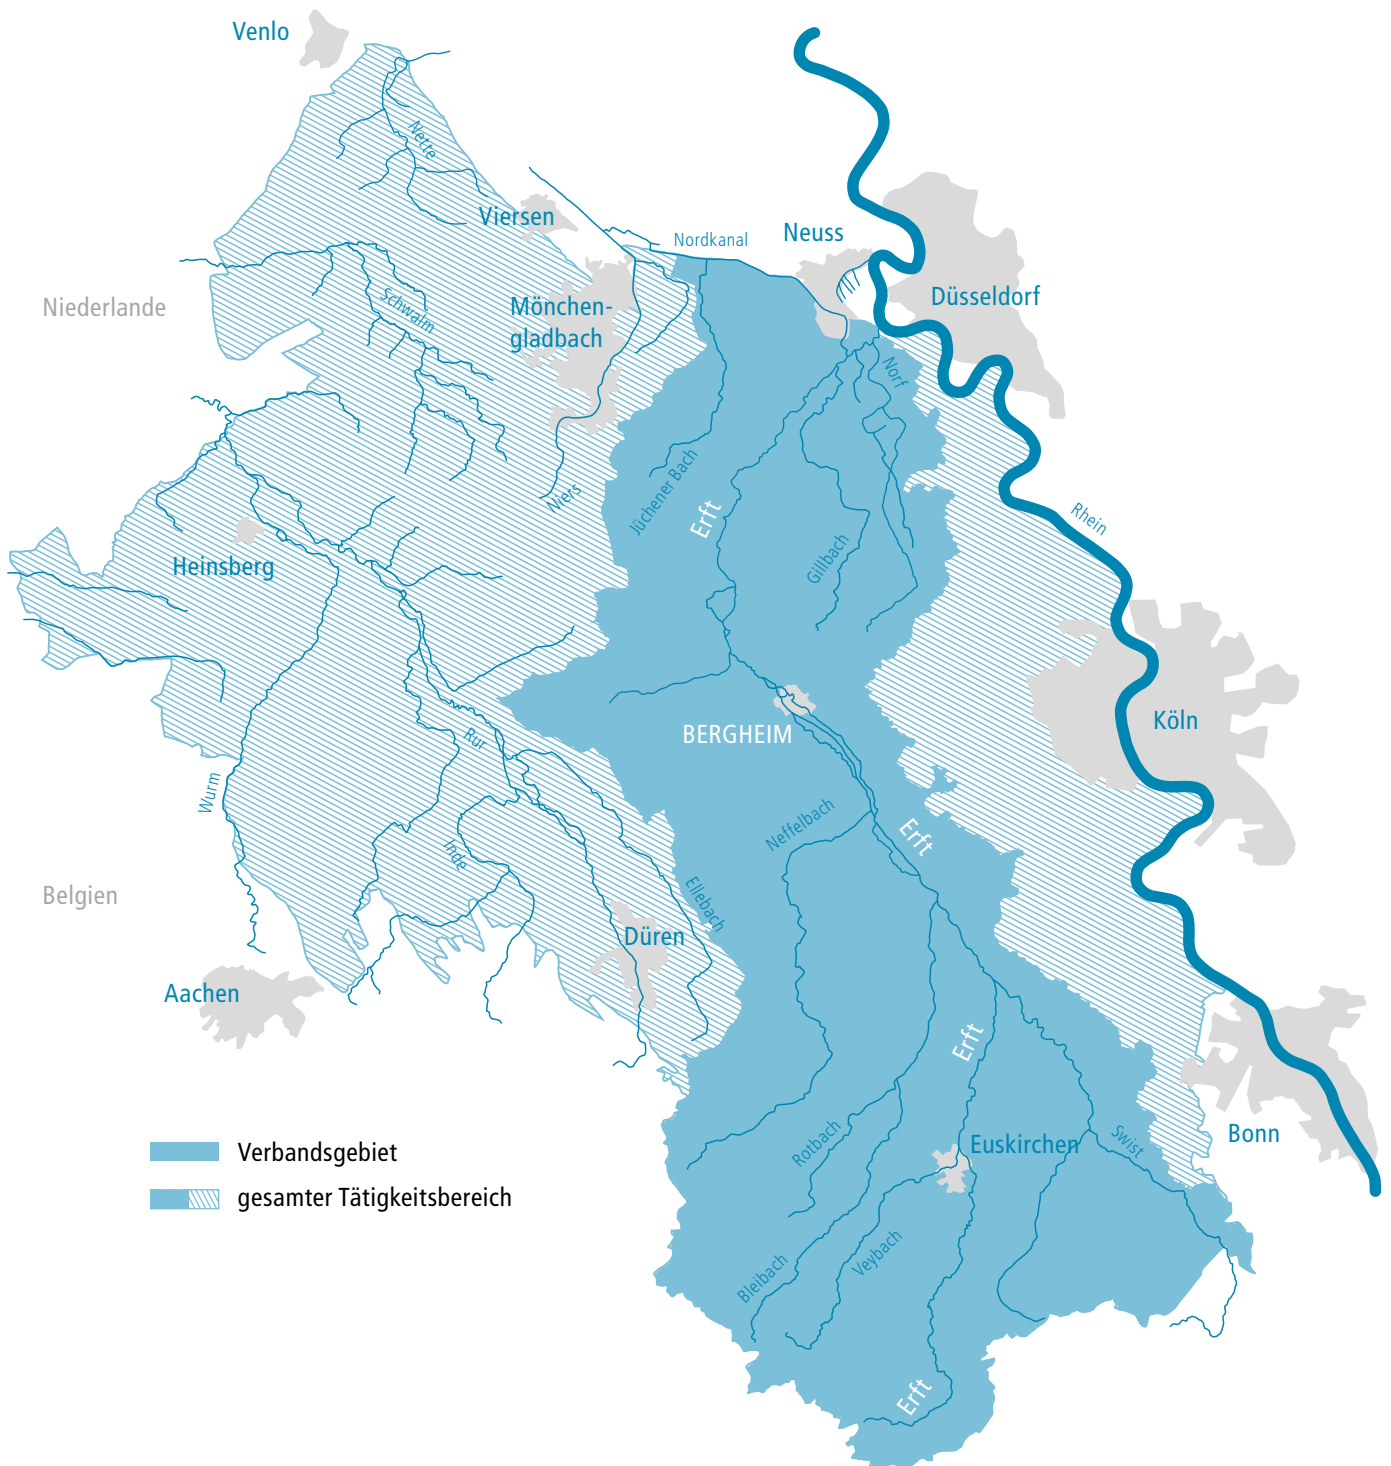 Venlo
Nette
Viersen
Nordkanal
Neuss
Niederlande
Schwalm
Mönchen-
gladbach
Düsseldorf
Norf
Jüchener Bach
Niers
Erft
Rhein
Gillbach
Heinsberg
Köln
BERGHEIM
Rur
Wurm
Neffelbach
Erft
Inde
Belgien
Ellebach
Düren
Aachen
Erft
Verbandsgebiet
Rotbach
Euskirchen
Swist
Bonn
gesamter Tätigkeitsbereich
Bleibach
Veybach
Erft